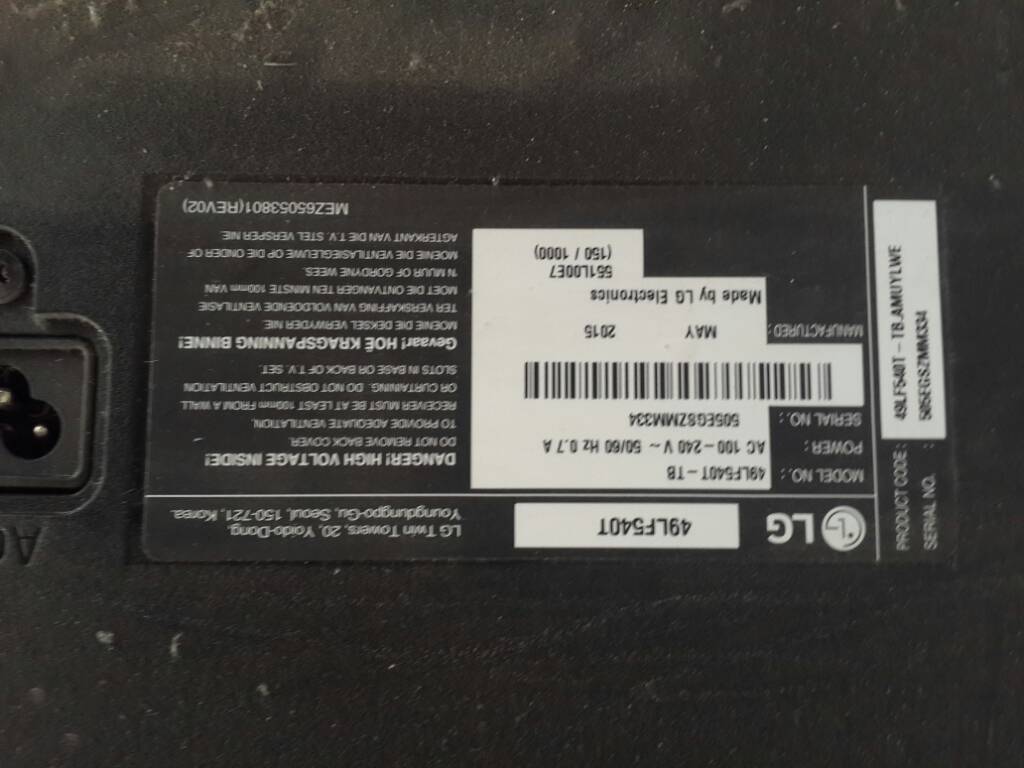 LG
49LF540T
LG Twin Towers, 20, Yoido-Dong,
Youngdungpo-Gu, Seoul, 150-721, Korea.
MODEL NO.: 49LF540T-TB
POWER: AC 100-240 V ~ 50/60 Hz 0.7 A
SERIAL NO.: 505EGSZMM334
MANUFACTURED: MAY 2015
Made by LG Electronics
551L00E7
(150 / 1000)
DANGER! HIGH VOLTAGE INSIDE!
DO NOT REMOVE BACK COVER.
TO PROVIDE ADEQUATE VENTILATION,
RECEIVER MUST BE AT LEAST 100mm FROM A WALL
OR CURTAINING. DO NOT OBSTRUCT VENTILATION
SLOTS IN BASE OR BACK OF T.V. SET.
Gevaar! HOË KRAGSPANNING BINNE!
MOENIE DIE DEKSEL VERWYDER NIE.
TER VERSKAFFING VAN VOLDOENDE VENTILASIE
MOET DIE ONTVANGER TEN MINSTE 100mm VAN
'N MUUR OF GORDYNE WEES.
MOENIE DIE VENTILASIEGLEUWE OP DIE ONDER OF
AGTERKANT VAN DIE T.V. STEL VERSPER NIE.
MEZ65053801(REV02)
PRODUCT CODE: 49LF540T-TB.AMUYLWE
SERIAL NO. : 505EGSZMM334